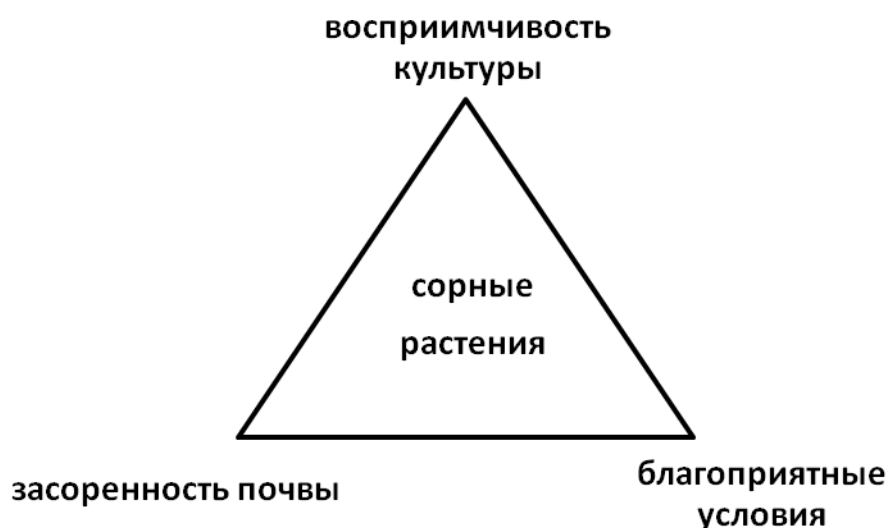 восприимчивость
культуры
сорные
растения
засоренность почвы
благоприятные
условия